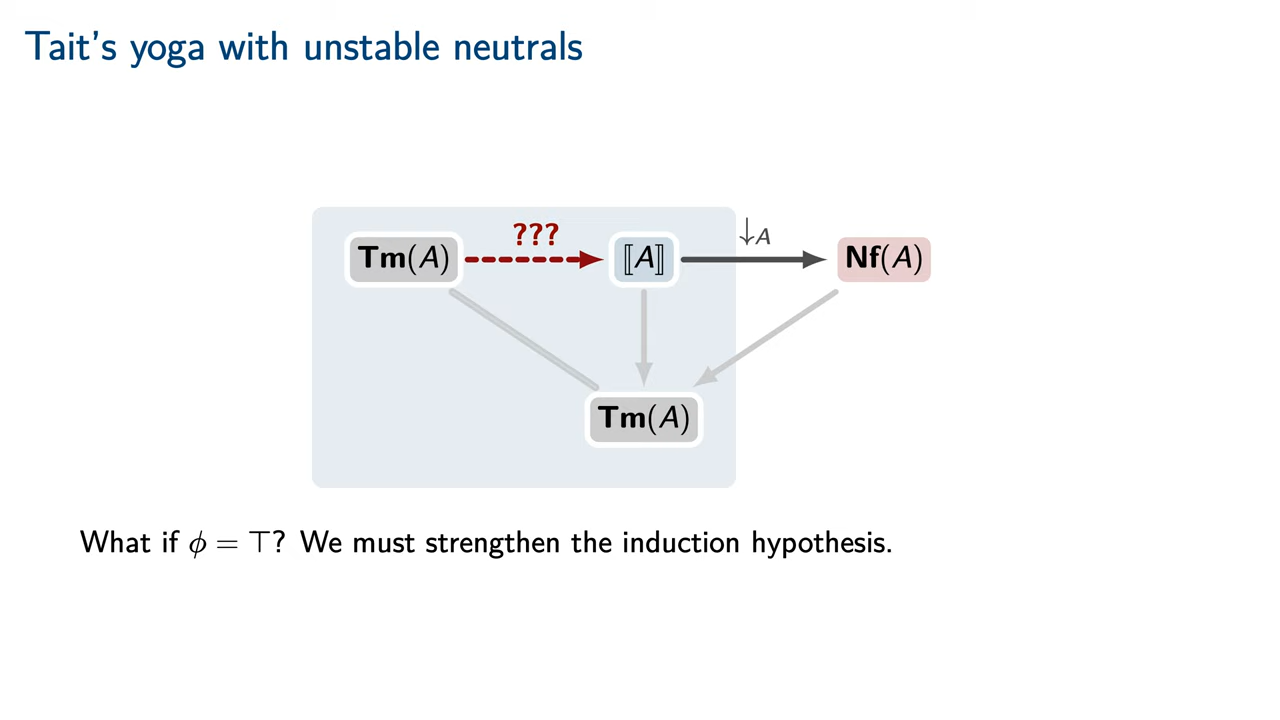 Tait's yoga with unstable neutrals
???
↓A
Tm(A)
⟦A⟧
Nf(A)
Tm(A)
What if ϕ = ⊤? We must strengthen the induction hypothesis.